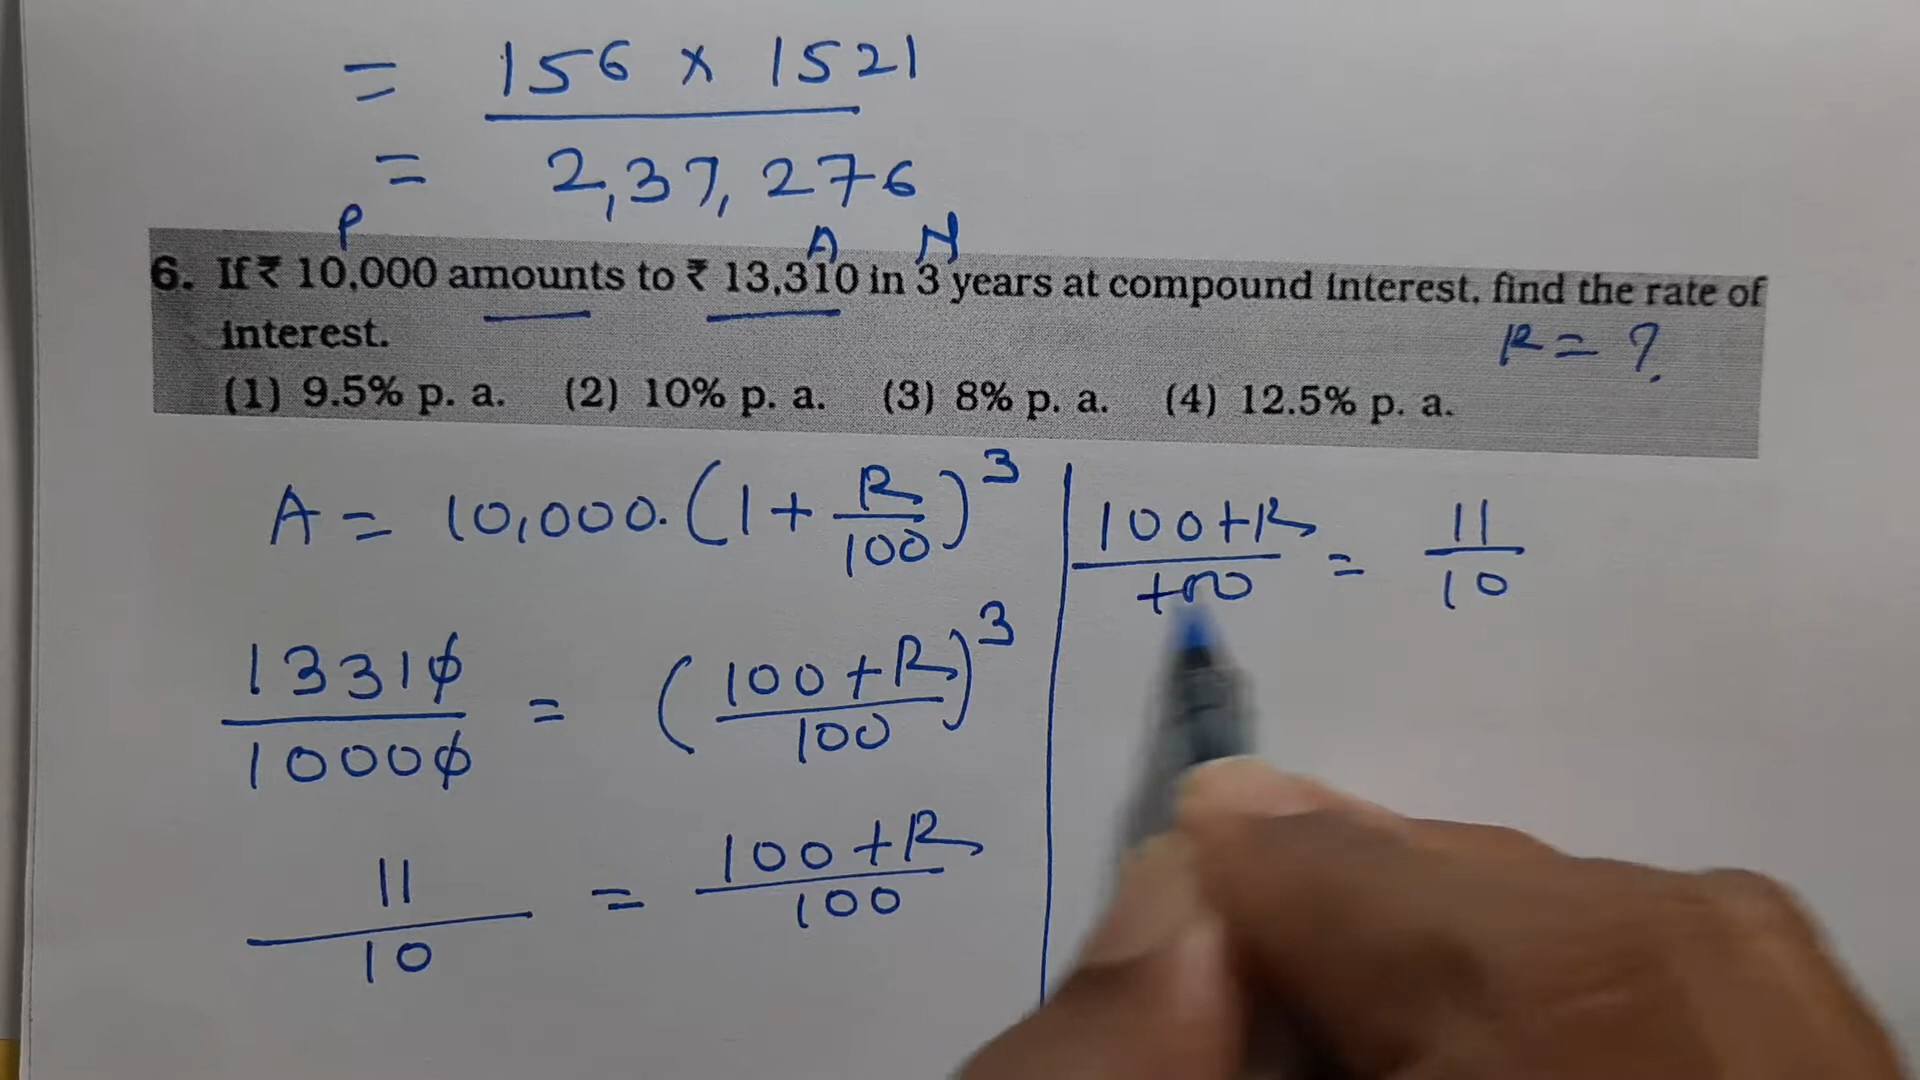 = 156 × 1521
= 2,37,276
P A N
6. If ₹ 10,000 amounts to ₹ 13,310 in 3 years at compound interest, find the rate of
interest.
R = ?
(1) 9.5% p. a. (2) 10% p. a. (3) 8% p. a. (4) 12.5% p. a.
A = 10,000. (1 + R/100)^3
13310/10000 = ((100 + R)/100)^3
11/10 = (100 + R)/100
(100 + R)/100 = 11/10